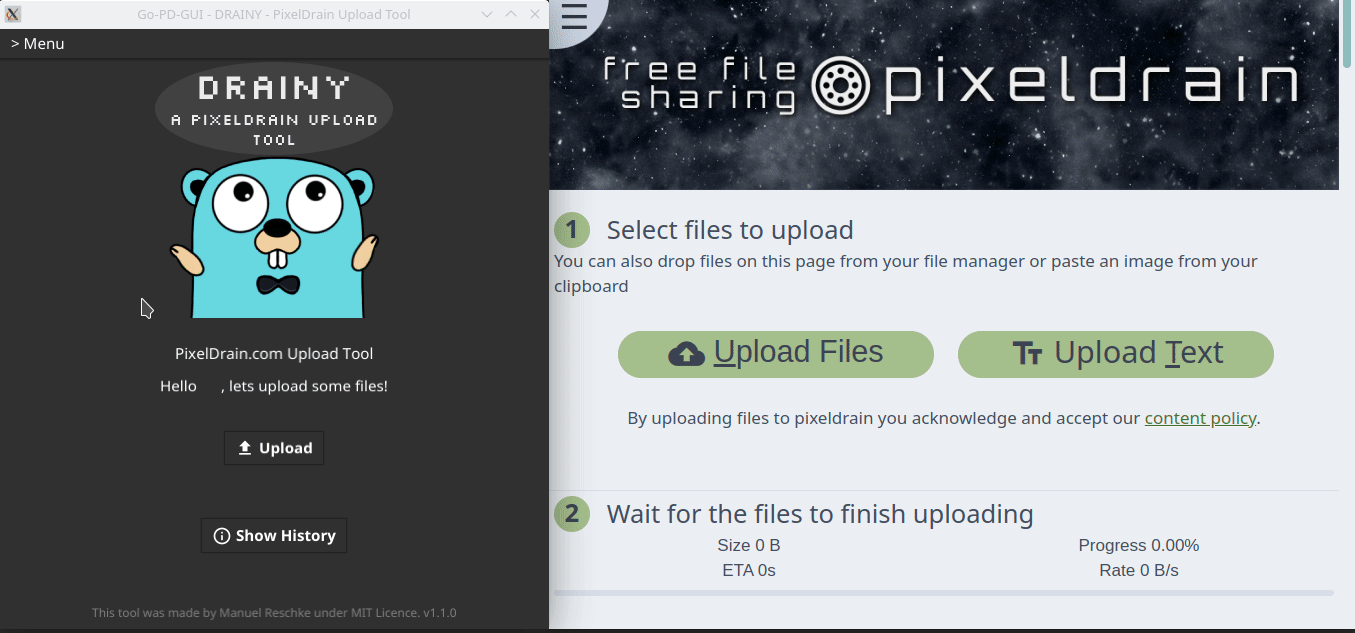 Go-PD-GUI - DRAINY - PixelDrain Upload Tool
> Menu
DRAINY
A PIXELDRAIN UPLOAD
TOOL
PixelDrain.com Upload Tool
Hello , lets upload some files!
Upload
Show History
This tool was made by Manuel Reschke under MIT Licence. v1.1.0
free file
sharing
pixeldrain
1 Select files to upload
You can also drop files on this page from your file manager or paste an image from your
clipboard
Upload Files
Upload Text
By uploading files to pixeldrain you acknowledge and accept our content policy.
2 Wait for the files to finish uploading
Size 0 B
Progress 0.00%
ETA 0s
Rate 0 B/s